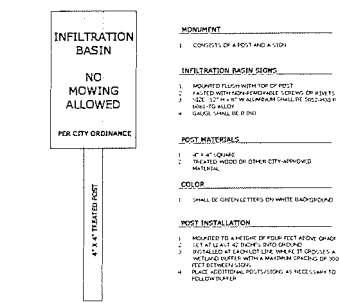 INFILTRATION
BASIN
NO
MOWING
ALLOWED
PER CITY ORDINANCE
4" X 4" TREATED POST
MONUMENT
1 CONSISTS OF A POST AND A SIGN
INFILTRATION BASIN SIGNS
1 MOUNTED FLUSH WITH TOP OF POST
2 FASTED WITH NON-REMOVABLE SCREWS OR RIVETS
3 SIZE 12" H X 8" W ALUMINUM SHALL BE 5052-H38 H
6061-T6 ALLOY
4 GAUGE SHALL BE
POST MATERIALS
1 4" X 4" SQUARE
2 TREATED WOOD OR OTHER CITY-APPROVED
MATERIAL
COLOR
1 SHALL BE GREEN LETTERS ON WHITE BACKGROUND
POST INSTALLATION
1 MOUNTED TO A HEIGHT OF FOUR FEET ABOVE GRADE
2 SET AT LEAST 42 INCHES INTO GROUND
3 INSTALLED AT EACH LOT LINE WHERE IT CROSSES A
WETLAND BUFFER WITH A MAXIMUM SPACING OF 300
FEET BETWEEN SIGNS
4 PLACE ADDITIONAL POSTS/SIGNS AS NECESSARY TO
FOLLOW BUFFER